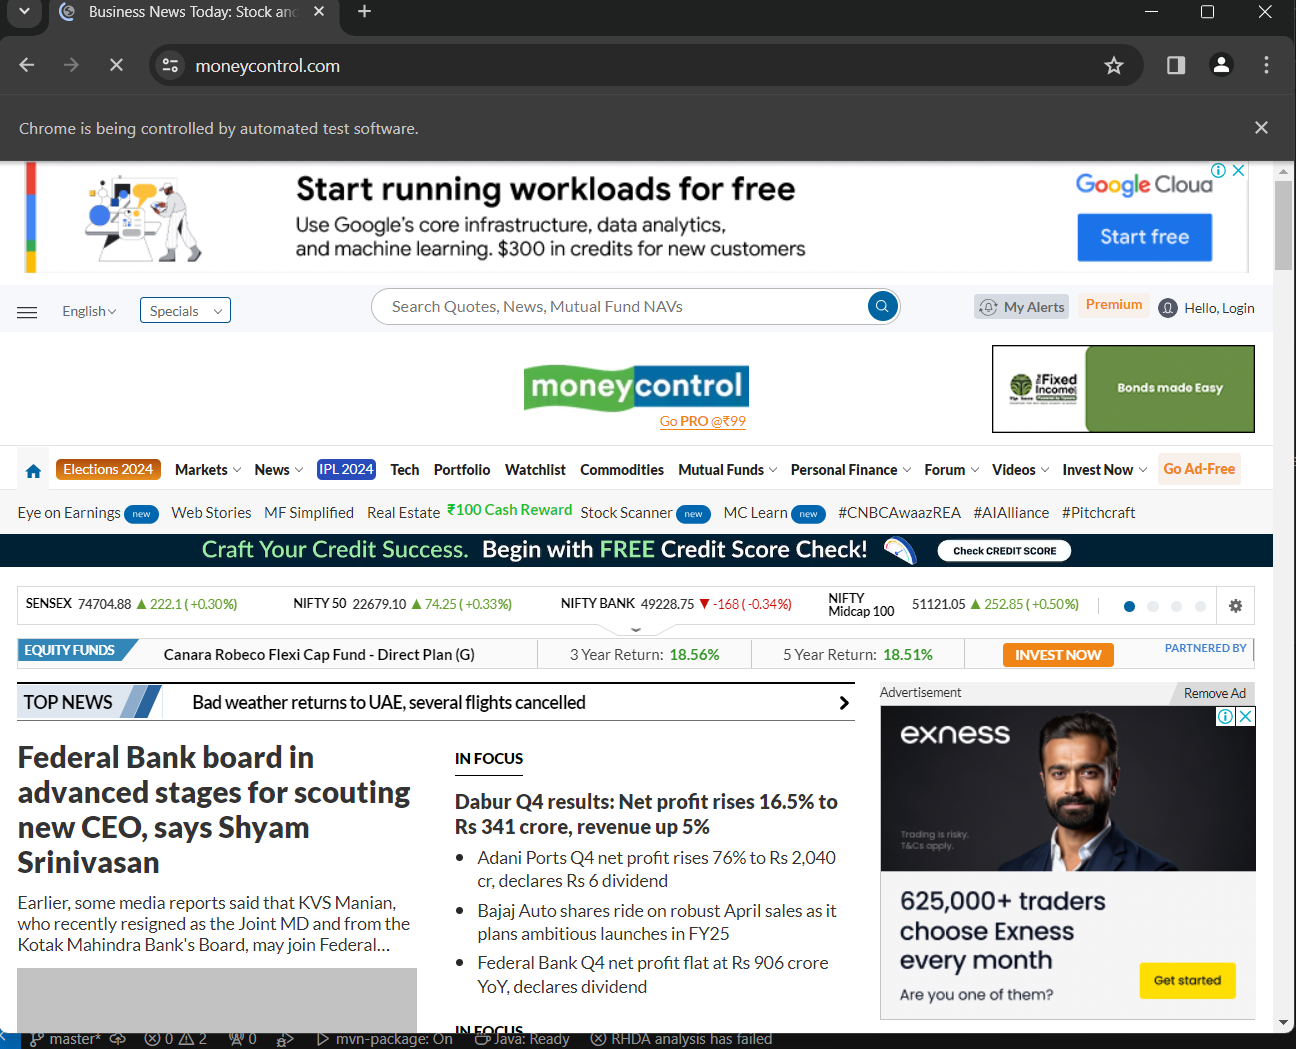 Business News Today: Stock and
moneycontrol.com
Chrome is being controlled by automated test software.
Start running workloads for free
Use Google's core infrastructure, data analytics,
and machine learning. $300 in credits for new customers
Google Cloud
Start free
English
Specials
Search Quotes, News, Mutual Fund NAVs
My Alerts
Premium
Hello, Login
moneycontrol
Go PRO @₹99
The Fixed Income
Bonds made Easy
Elections 2024 Markets News IPL 2024 Tech Portfolio Watchlist Commodities Mutual Funds Personal Finance Forum Videos Invest Now Go Ad-Free
Eye on Earnings new Web Stories MF Simplified Real Estate ₹100 Cash Reward Stock Scanner new MC Learn new #CNBCAwaazREA #AIAlliance #Pitchcraft
Craft Your Credit Success. Begin with FREE Credit Score Check! Check CREDIT SCORE
SENSEX 74704.88 ▲ 222.1 ( +0.30%)
NIFTY 50 22679.10 ▲ 74.25 ( +0.33%)
NIFTY BANK 49228.75 ▼ -168 ( -0.34%)
NIFTY
Midcap 100
51121.05 ▲ 252.85 ( +0.50%)
EQUITY FUNDS
Canara Robeco Flexi Cap Fund - Direct Plan (G)
3 Year Return: 18.56%
5 Year Return: 18.51%
INVEST NOW
PARTNERED BY
TOP NEWS
Bad weather returns to UAE, several flights cancelled
Federal Bank board in
advanced stages for scouting
new CEO, says Shyam
Srinivasan
Earlier, some media reports said that KVS Manian,
who recently resigned as the Joint MD and from the
Kotak Mahindra Bank's Board, may join Federal...
IN FOCUS
Dabur Q4 results: Net profit rises 16.5% to
Rs 341 crore, revenue up 5%
• Adani Ports Q4 net profit rises 76% to Rs 2,040
cr, declares Rs 6 dividend
• Bajaj Auto shares ride on robust April sales as it
plans ambitious launches in FY25
• Federal Bank Q4 net profit flat at Rs 906 crore
YoY, declares dividend
IN FOCUS
Advertisement
Remove Ad
exness
Trading is risky.
T&Cs apply.
625,000+ traders
choose Exness
every month
Are you one of them?
Get started
master* 0 2 0 mvn-package: On Java: Ready RHDA analysis has failed